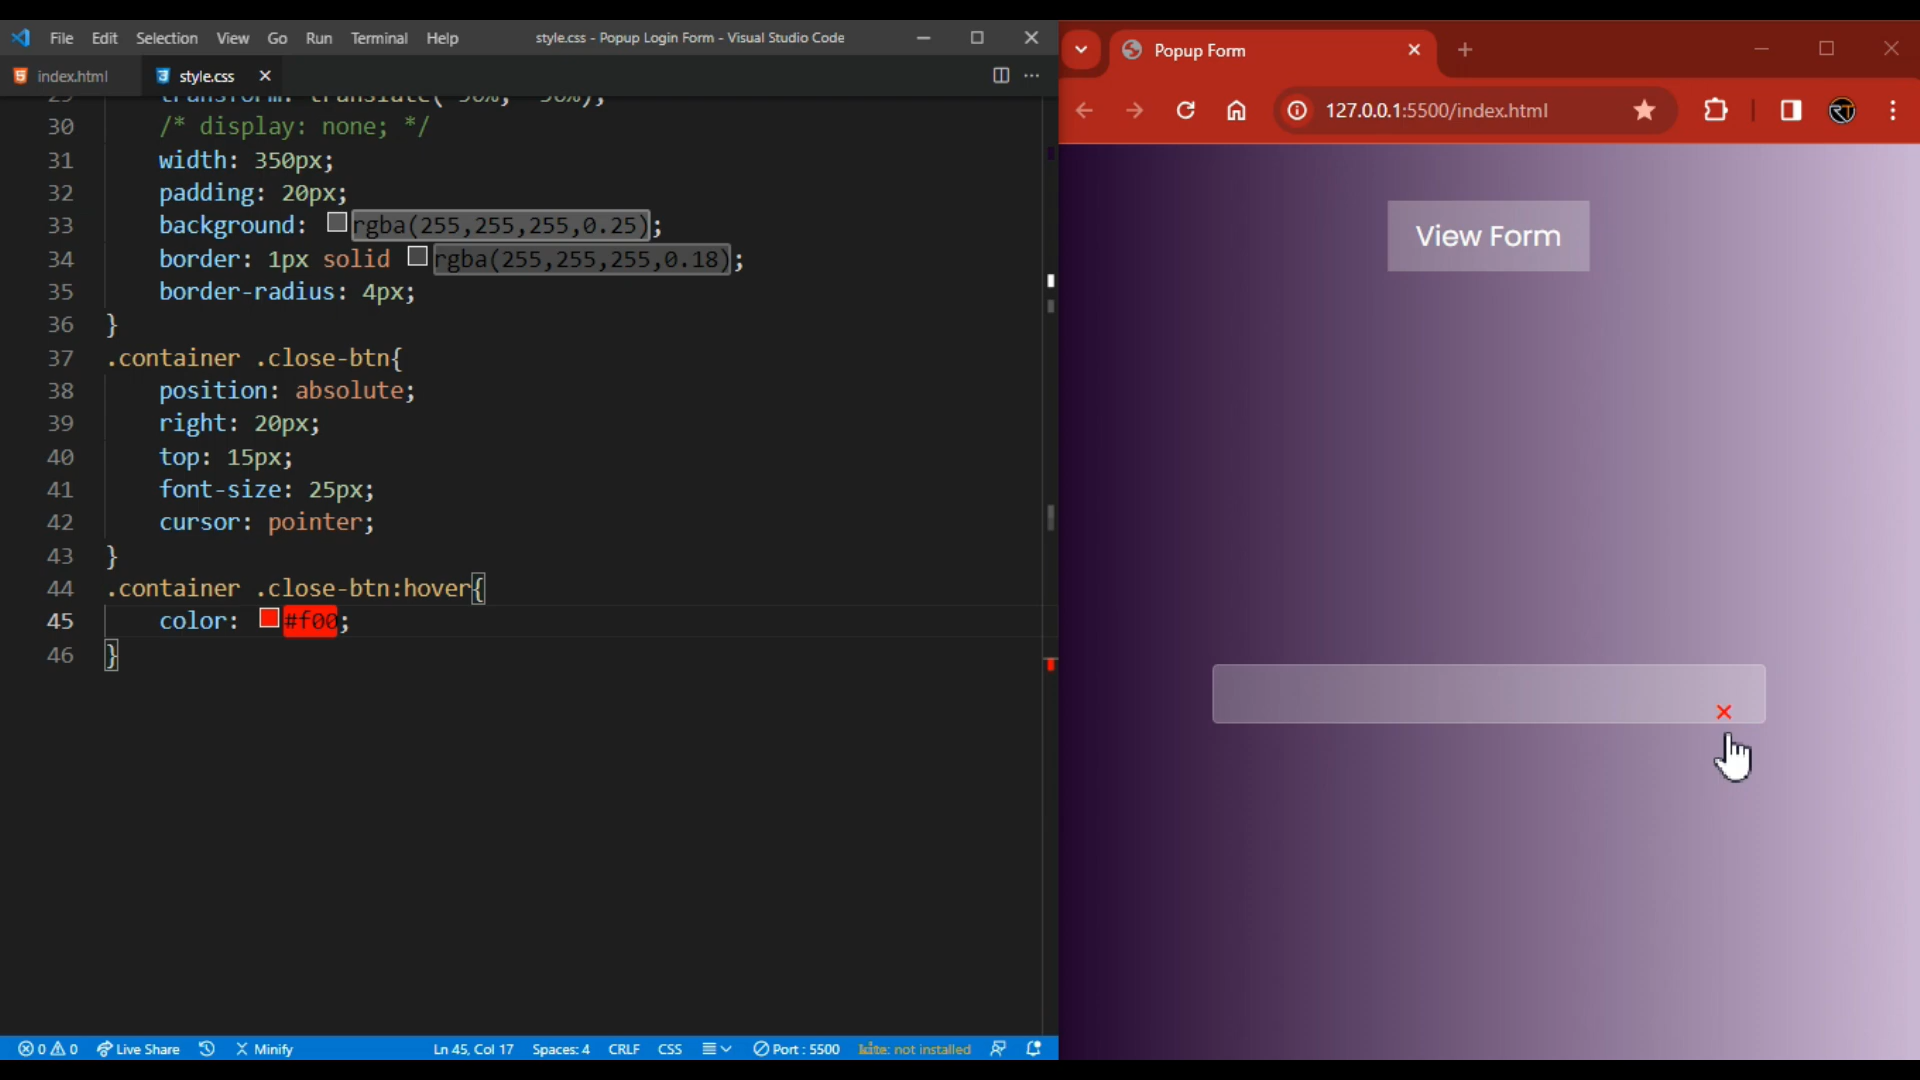 File Edit Selection View Go Run Terminal Help style.css - Popup Login Form - Visual Studio Code
index.html style.css
30 /* display: none; */
31 width: 350px;
32 padding: 20px;
33 background: rgba(255,255,255,0.25);
34 border: 1px solid rgba(255,255,255,0.18);
35 border-radius: 4px;
36 }
37 .container .close-btn{
38 position: absolute;
39 right: 20px;
40 top: 15px;
41 font-size: 25px;
42 cursor: pointer;
43 }
44 .container .close-btn:hover{
45 color: #f00;
46 }
0 0 Live Share Minify Ln 45, Col 17 Spaces: 4 CRLF CSS Port : 5500 kite: not installed
Popup Form
127.0.0.1:5500/index.html
RT
View Form